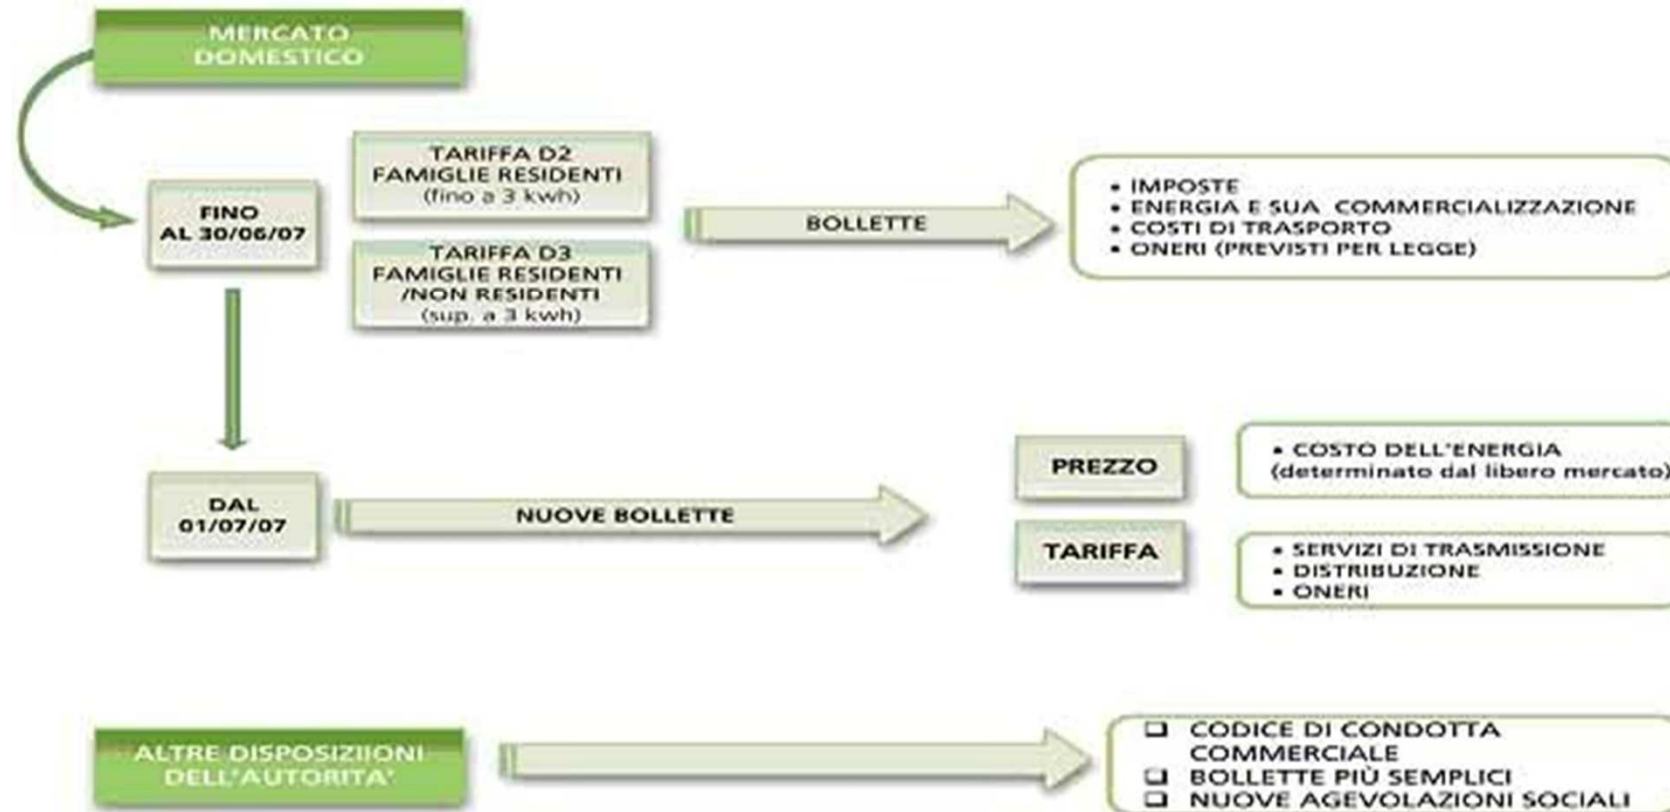 MERCATO
DOMESTICO
FINO
AL 30/06/07
TARIFFA D2
FAMIGLIE RESIDENTI
(fino a 3 kwh)
TARIFFA D3
FAMIGLIE RESIDENTI
/NON RESIDENTI
(sup. a 3 kwh)
BOLLETTE
• IMPOSTE
• ENERGIA E SUA COMMERCIALIZZAZIONE
• COSTI DI TRASPORTO
• ONERI (PREVISTI PER LEGGE)
DAL
01/07/07
NUOVE BOLLETTE
PREZZO
• COSTO DELL'ENERGIA
(determinato dal libero mercato)
TARIFFA
• SERVIZI DI TRASMISSIONE
• DISTRIBUZIONE
• ONERI
ALTRE DISPOSIZIIONI
DELL'AUTORITA'
❑ CODICE DI CONDOTTA
COMMERCIALE
❑ BOLLETTE PIÙ SEMPLICI
❑ NUOVE AGEVOLAZIONI SOCIALI